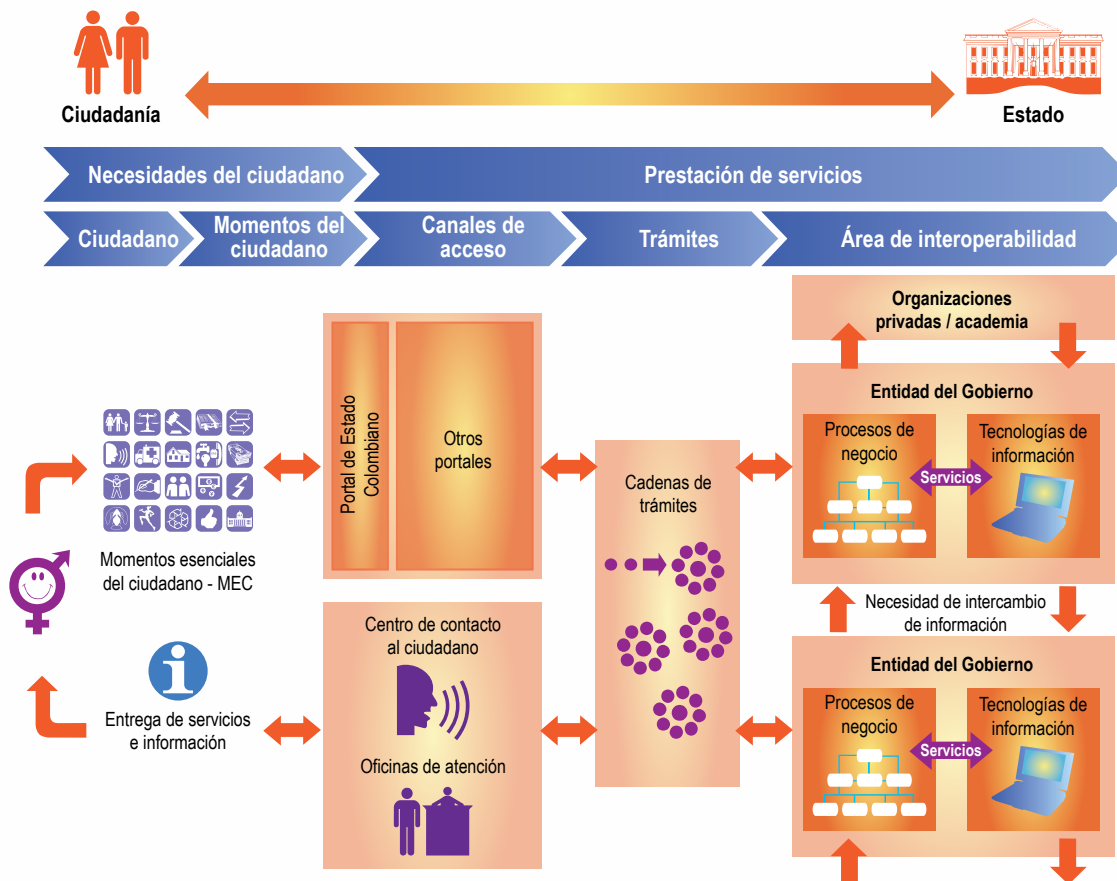 Ciudadanía
Estado
Necesidades del ciudadano
Prestación de servicios
Ciudadano
Momentos del
ciudadano
Canales de
acceso
Trámites
Área de interoperabilidad
Organizaciones
privadas / academia
Portal de Estado
Colombiano
Otros
portales
Momentos esenciales
del ciudadano - MEC
Cadenas de
trámites
Entidad del Gobierno
Procesos de
negocio
Servicios
Tecnologías de
información
Necesidad de intercambio
de información
Entrega de servicios
e información
Centro de contacto
al ciudadano
Oficinas de atención
Entidad del Gobierno
Procesos de
negocio
Servicios
Tecnologías de
información